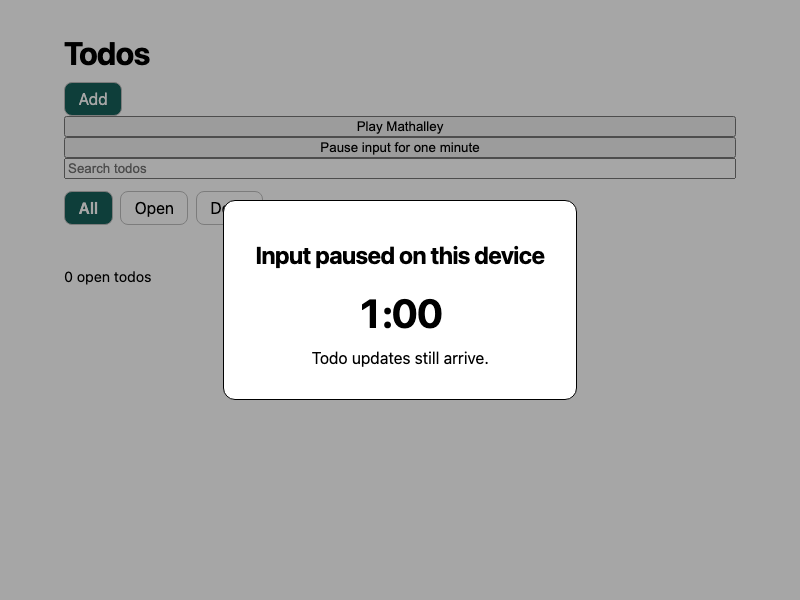 Todos
Add
Play Mathalley
Pause input for one minute
Search todos
All Open
Input paused on this device
0 open todos
1:00
Todo updates still arrive.